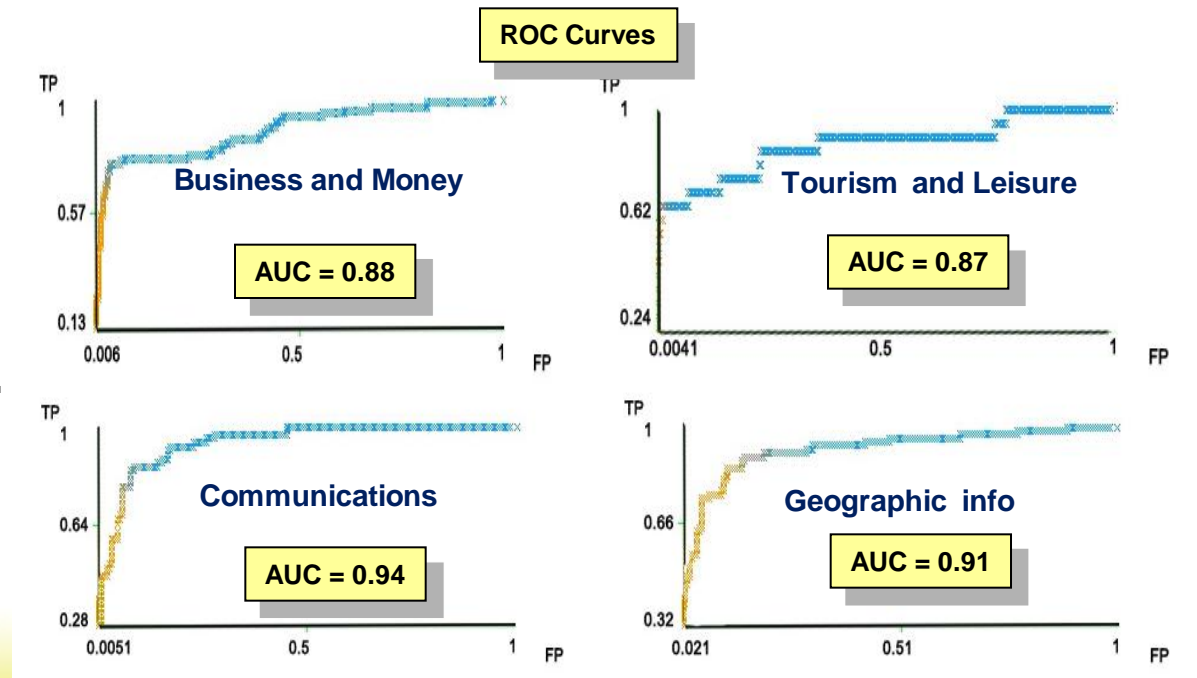 ROC Curves
TP
1
Business and Money
0.57
AUC = 0.88
0.13
0.006 0.5 1 FP
TP
1
Tourism and Leisure
0.62
AUC = 0.87
0.24
0.0041 0.5 1 FP
TP
1
Communications
0.64
AUC = 0.94
0.28
0.0051 0.5 1 FP
TP
1
Geographic info
0.66
AUC = 0.91
0.32
0.021 0.51 1 FP